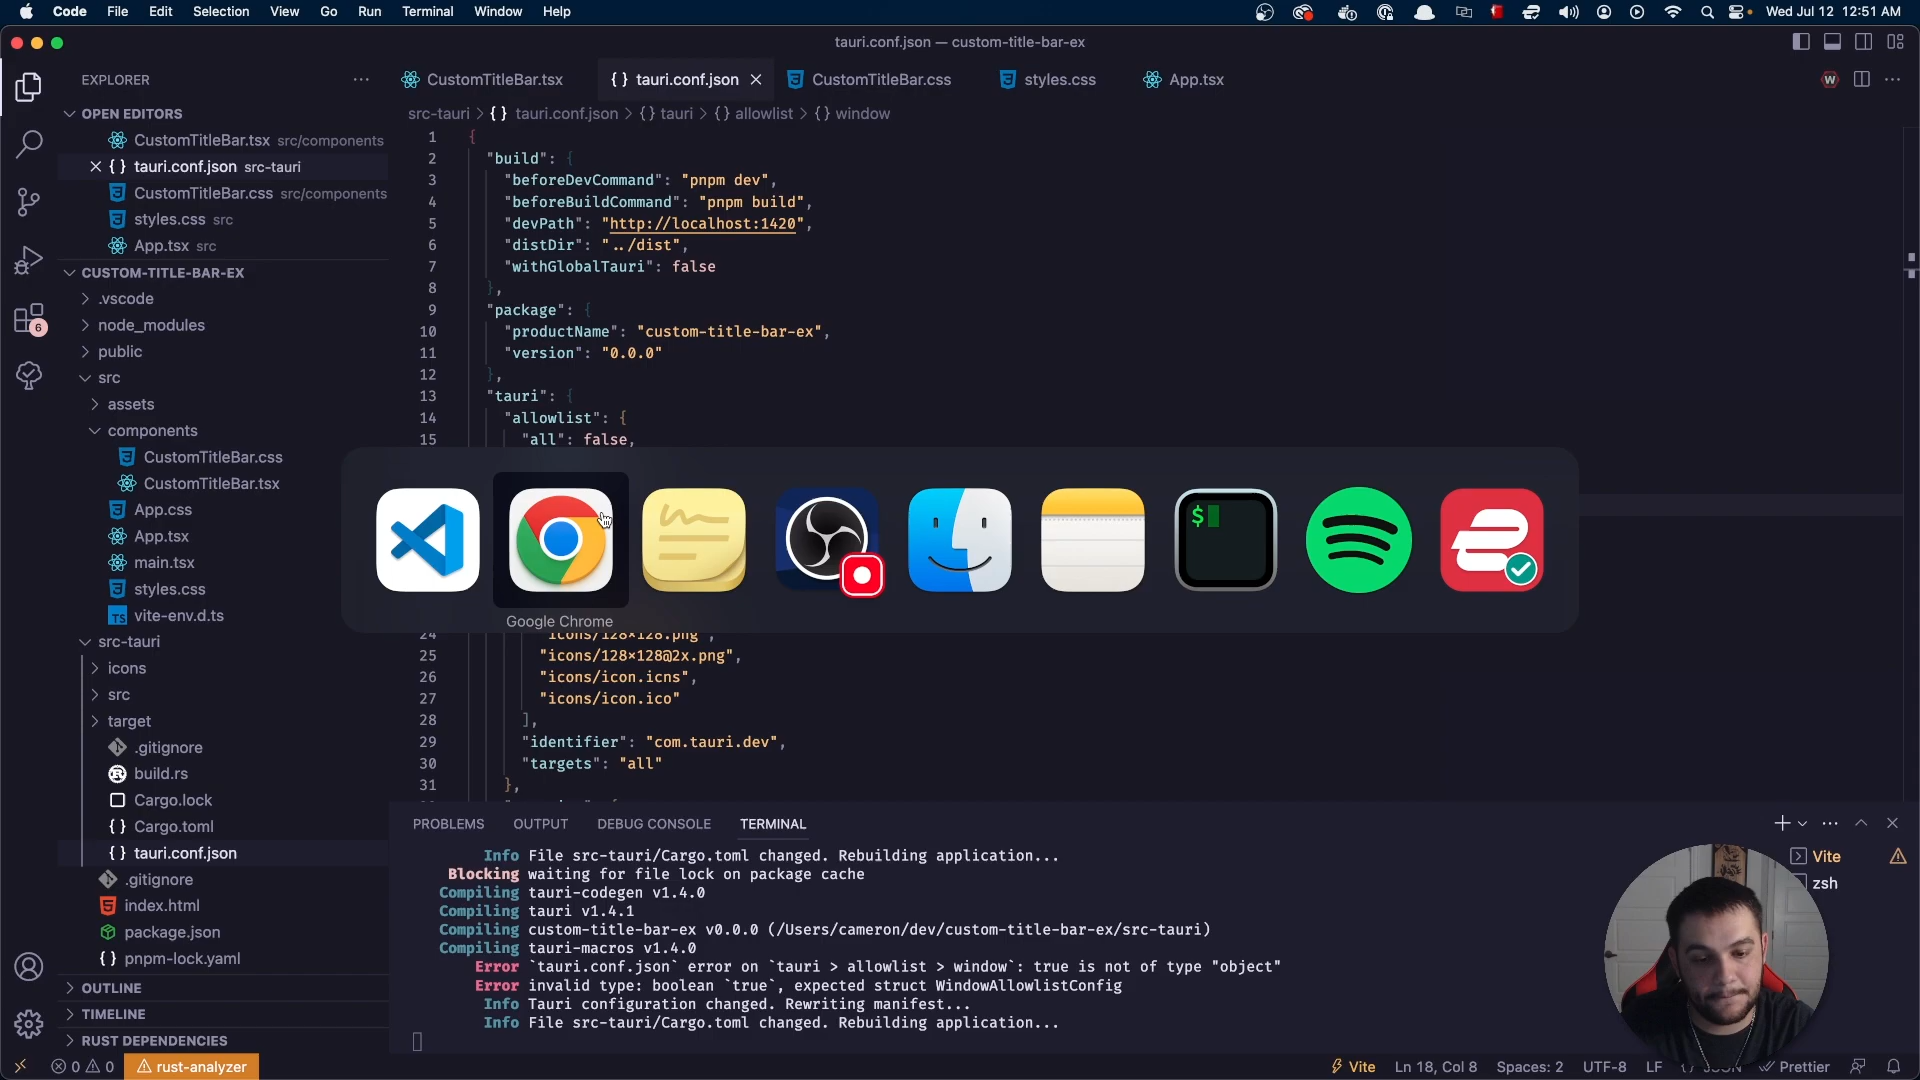 Code File Edit Selection View Go Run Terminal Window Help Wed Jul 12 12:51 AM
tauri.conf.json — custom-title-bar-ex
EXPLORER
CustomTitleBar.tsx
{ } tauri.conf.json
CustomTitleBar.css
styles.css
App.tsx
src-tauri > { } tauri.conf.json > { } tauri > { } allowlist > { } window
OPEN EDITORS
CustomTitleBar.tsx src/components
{ } tauri.conf.json src-tauri
CustomTitleBar.css src/components
styles.css src
App.tsx src
CUSTOM-TITLE-BAR-EX
.vscode
node_modules
public
src
assets
components
CustomTitleBar.css
CustomTitleBar.tsx
App.css
App.tsx
main.tsx
styles.css
TS vite-env.d.ts
src-tauri
icons
src
target
.gitignore
build.rs
Cargo.lock
{ } Cargo.toml
{ } tauri.conf.json
.gitignore
index.html
package.json
{ } pnpm-lock.yaml
OUTLINE
TIMELINE
RUST DEPENDENCIES
6
1 {
2 "build": {
3 "beforeDevCommand": "pnpm dev",
4 "beforeBuildCommand": "pnpm build",
5 "devPath": "http://localhost:1420",
6 "distDir": "../dist",
7 "withGlobalTauri": false
8 },
9 "package": {
10 "productName": "custom-title-bar-ex",
11 "version": "0.0.0"
12 },
13 "tauri": {
14 "allowlist": {
15 "all": false,
$
Google Chrome
24 "icons/128x128.png",
25 "icons/128x128@2x.png",
26 "icons/icon.icns",
27 "icons/icon.ico"
28 ],
29 "identifier": "com.tauri.dev",
30 "targets": "all"
31 },
PROBLEMS OUTPUT DEBUG CONSOLE TERMINAL
Info File src-tauri/Cargo.toml changed. Rebuilding application...
Blocking waiting for file lock on package cache
Compiling tauri-codegen v1.4.0
Compiling tauri v1.4.1
Compiling custom-title-bar-ex v0.0.0 (/Users/cameron/dev/custom-title-bar-ex/src-tauri)
Compiling tauri-macros v1.4.0
Error `tauri.conf.json` error on `tauri > allowlist > window`: true is not of type "object"
Error invalid type: boolean `true`, expected struct WindowAllowlistConfig
Info Tauri configuration changed. Rewriting manifest...
Info File src-tauri/Cargo.toml changed. Rebuilding application...
Vite
zsh
0 0 rust-analyzer Vite Ln 18, Col 8 Spaces: 2 UTF-8 LF Prettier